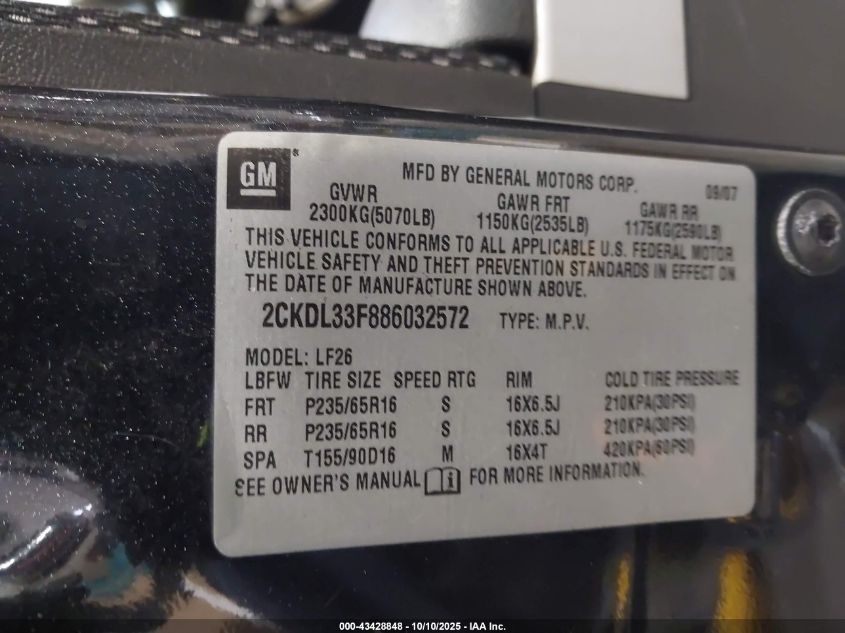 GM
MFD BY GENERAL MOTORS CORP. 09/07
GVWR GAWR FRT GAWR RR
2300KG(5070LB) 1150KG(2535LB) 1175KG(2590LB)
THIS VEHICLE CONFORMS TO ALL APPLICABLE U.S. FEDERAL MOTOR
VEHICLE SAFETY AND THEFT PREVENTION STANDARDS IN EFFECT ON
THE DATE OF MANUFACTURE SHOWN ABOVE.
2CKDL33F886032572 TYPE: M.P.V.
MODEL: LF26
LBFW TIRE SIZE SPEED RTG RIM COLD TIRE PRESSURE
FRT P235/65R16 S 16X6.5J 210KPA(30PSI)
RR P235/65R16 S 16X6.5J 210KPA(30PSI)
SPA T155/90D16 M 16X4T 420KPA(60PSI)
SEE OWNER'S MANUAL FOR MORE INFORMATION.
000-43428848 - 10/10/2025 - IAA Inc.